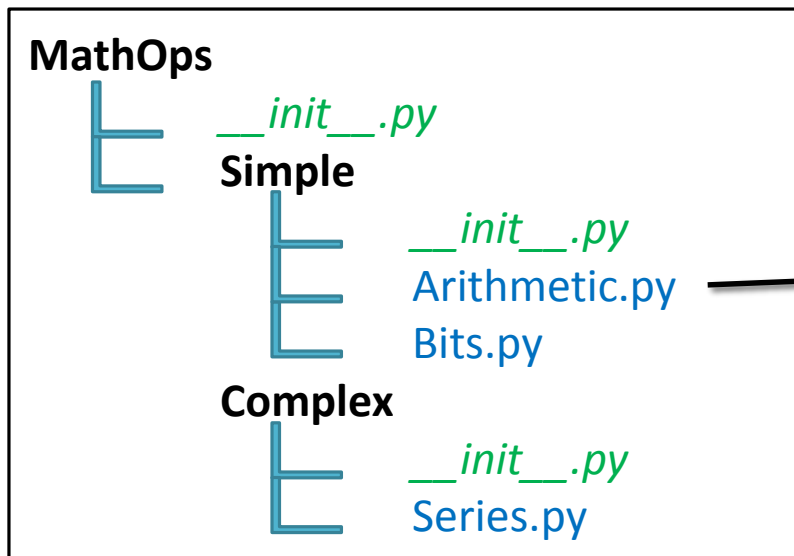 MathOps
__init__.py
Simple
__init__.py
Arithmetic.py
Bits.py
Complex
__init__.py
Series.py